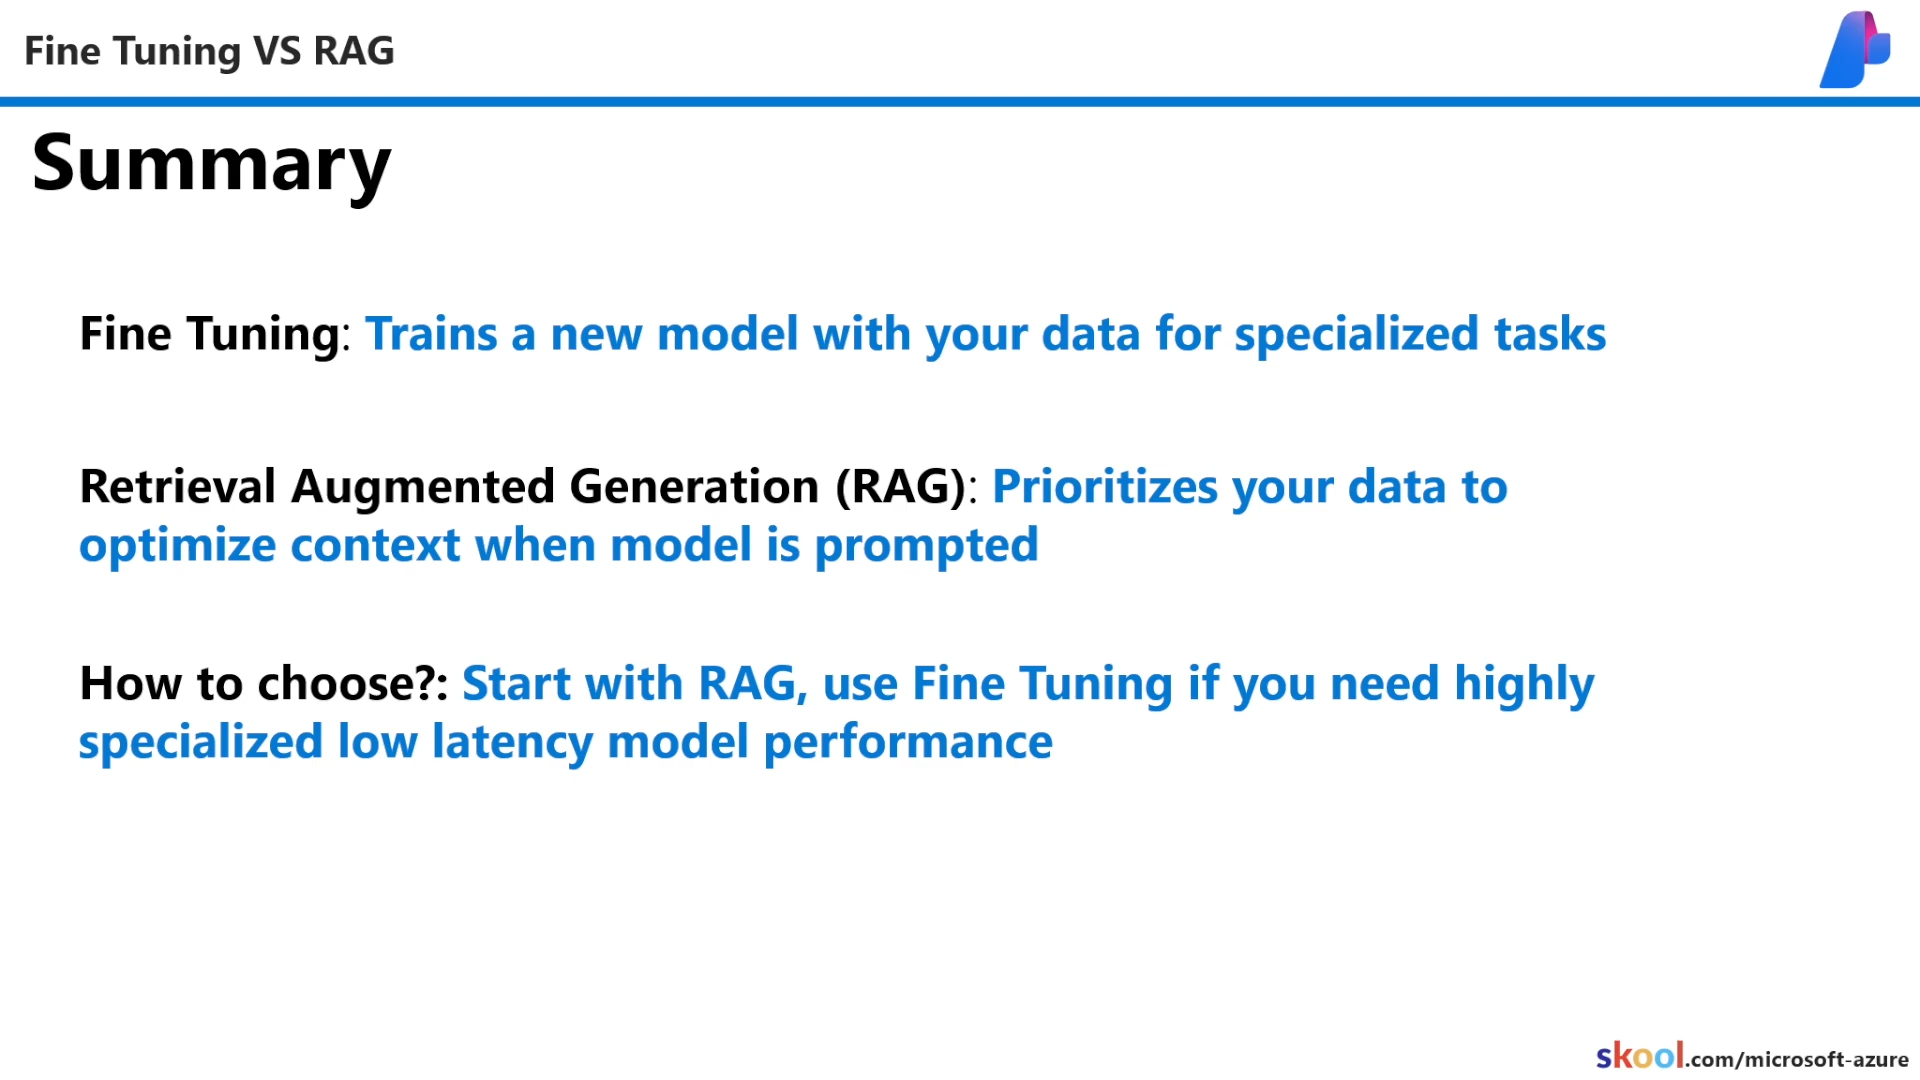 Fine Tuning VS RAG
Summary
Fine Tuning: Trains a new model with your data for specialized tasks
Retrieval Augmented Generation (RAG): Prioritizes your data to
optimize context when model is prompted
How to choose?: Start with RAG, use Fine Tuning if you need highly
specialized low latency model performance
skool.com/microsoft-azure